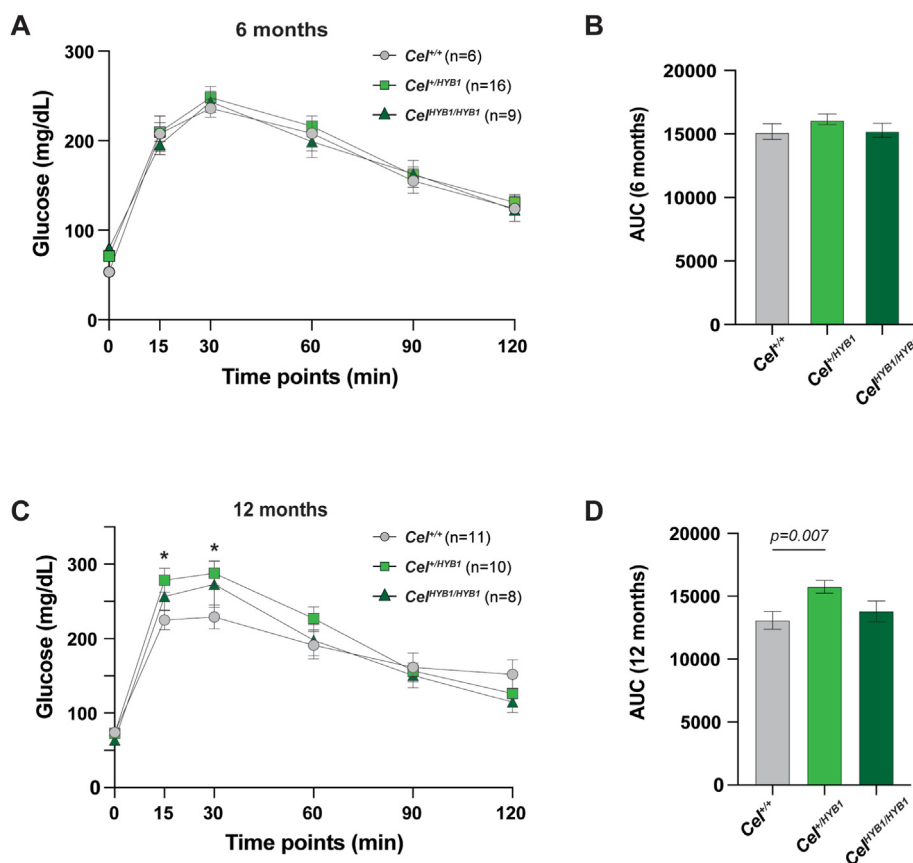 A
6 months
Glucose (mg/dL)
300
200
100
0
Cel+/+ (n=6)
Cel+/HYB1 (n=16)
CelHYB1/HYB1 (n=9)
0 15 30 60 90 120
Time points (min)
B
AUC (6 months)
20000
15000
10000
5000
0
Cel+/+
Cel+/HYB1
CelHYB1/HYB
C
12 months
Glucose (mg/dL)
300
200
100
0
* *
Cel+/+ (n=11)
Cel+/HYB1 (n=10)
CelHYB1/HYB1 (n=8)
0 15 30 60 90 120
Time points (min)
D
AUC (12 months)
20000
15000
10000
5000
0
p=0.007
Cel+/+
Cel+/HYB1
CelHYB1/HYB1